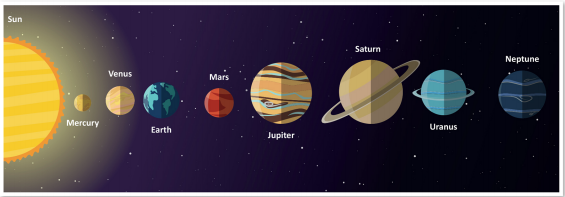 Sun
Mercury
Venus
Earth
Mars
Jupiter
Saturn
Uranus
Neptune